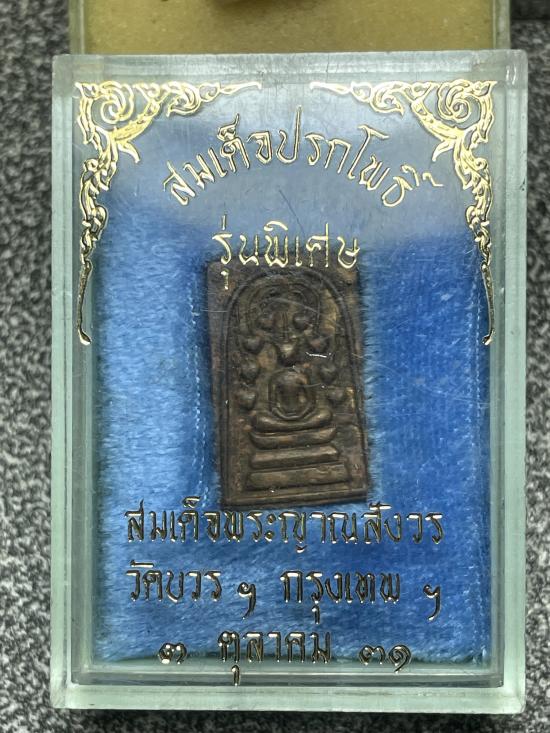 สมเด็จปรกโพธิ์
รุ่นพิเศษ
สมเด็จพระญาณสังวร
วัดบวร ฯ กรุงเทพ ฯ
๓ ตุลาคม ๓๑